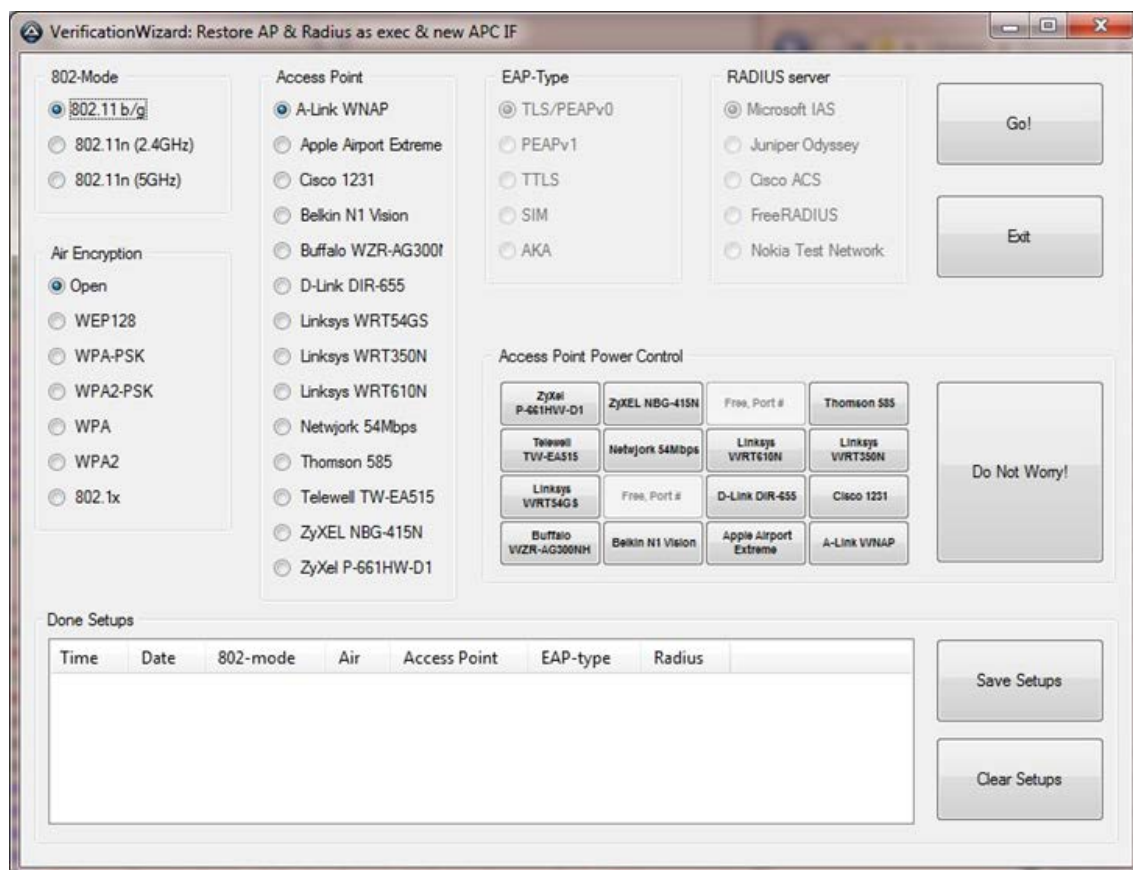 VerificationWizard: Restore AP & Radius as exec & new APC IF
802-Mode
802.11 b/g
802.11n (2.4GHz)
802.11n (5GHz)
Air Encryption
Open
WEP128
WPA-PSK
WPA2-PSK
WPA
WPA2
802.1x
Access Point
A-Link WNAP
Apple Airport Extreme
Cisco 1231
Belkin N1 Vision
Buffalo WZR-AG300N
D-Link DIR-655
Linksys WRT54GS
Linksys WRT350N
Linksys WRT610N
Netwjork 54Mbps
Thomson 585
Telewell TW-EA515
ZyXEL NBG-415N
ZyXel P-661HW-D1
EAP-Type
TLS/PEAPv0
PEAPv1
TTLS
SIM
AKA
RADIUS server
Microsoft IAS
Juniper Odyssey
Cisco ACS
FreeRADIUS
Nokia Test Network
Go!
Exit
Access Point Power Control
ZyXel
P-661HW-D1
ZyXEL NBG-415N
Free, Port #
Thomson 585
Telewell
TW-EA515
Netwjork 54Mbps
Linksys
WRT610N
Linksys
WRT350N
Linksys
WRT54GS
Free, Port #
D-Link DIR-655
Cisco 1231
Buffalo
WZR-AG300NH
Belkin N1 Vision
Apple Airport
Extreme
A-Link WNAP
Do Not Worry!
Done Setups
Time Date 802-mode Air Access Point EAP-type Radius
Save Setups
Clear Setups